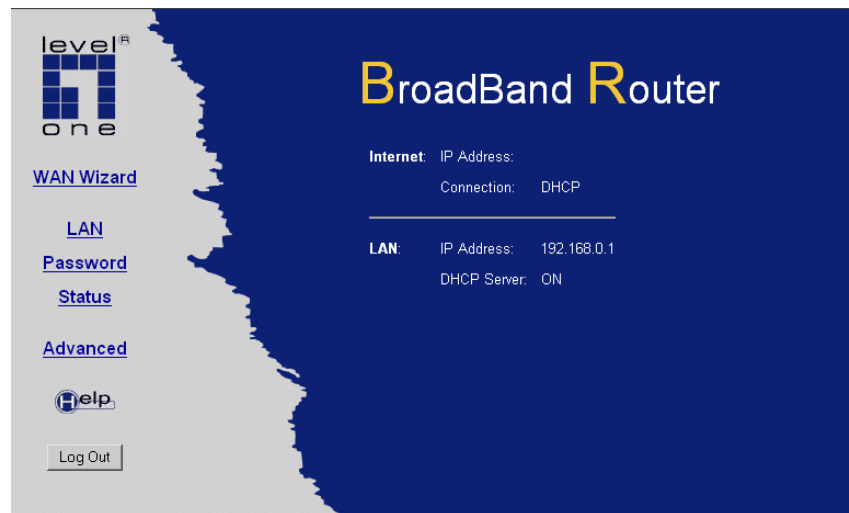 level®
one
WAN Wizard
LAN
Password
Status
Advanced
Help
Log Out
BroadBand Router
Internet: IP Address:
Connection: DHCP
LAN: IP Address: 192.168.0.1
DHCP Server: ON